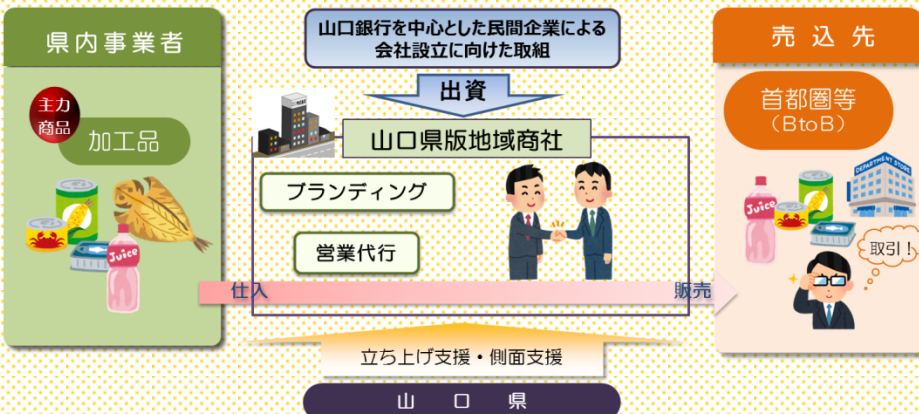 県内事業者
主力
商品
加工品
Juice
山口銀行を中心とした民間企業による
会社設立に向けた取組
出資
山口県版地域商社
ブランディング
営業代行
仕入
販売
立ち上げ支援・側面支援
山口県
売込先
首都圏等
(BtoB)
DEPARTMENT STORE
Juice
取引!